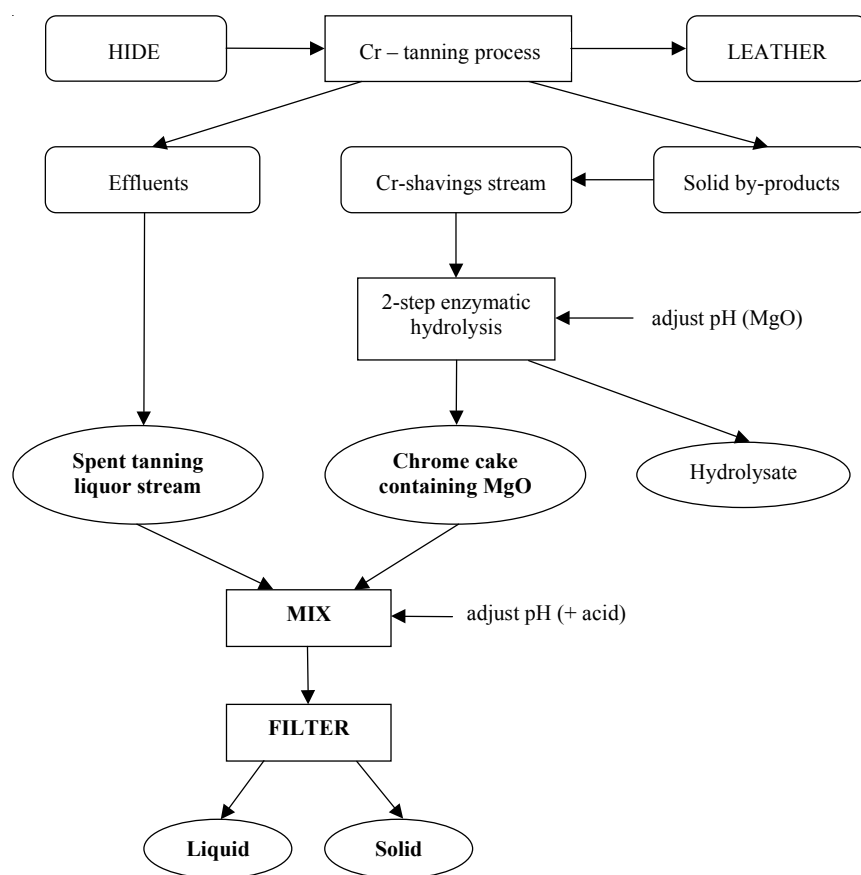 HIDE
Cr – tanning process
LEATHER
Effluents
Cr-shavings stream
Solid by-products
2-step enzymatic
hydrolysis
adjust pH (MgO)
Spent tanning
liquor stream
Chrome cake
containing MgO
Hydrolysate
MIX
adjust pH (+ acid)
FILTER
Liquid
Solid